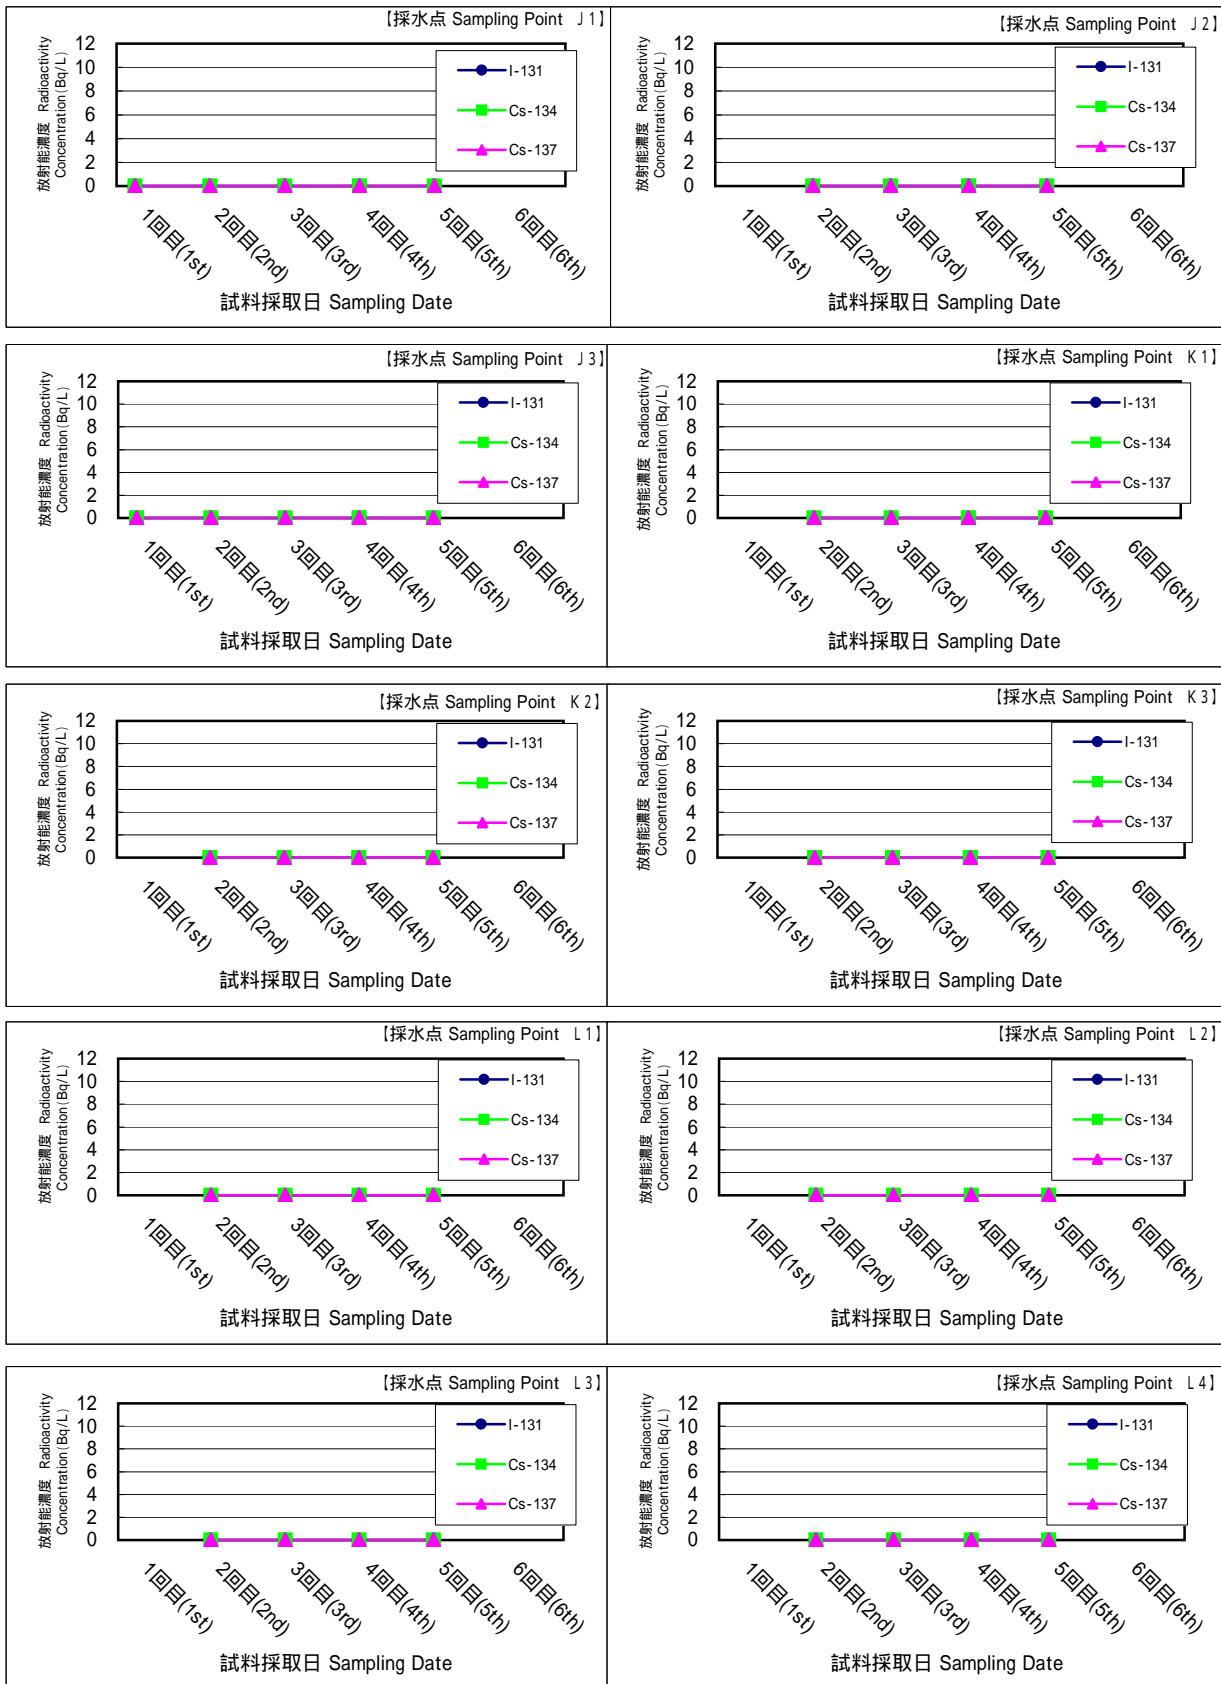 【採水点 Sampling Point J1】
放射能濃度 Radioactivity
Concentration(Bq/L)
12
10
8
6
4
2
0
I-131
Cs-134
Cs-137
1回目(1st)
2回目(2nd)
3回目(3rd)
4回目(4th)
5回目(5th)
6回目(6th)
試料採取日 Sampling Date
【採水点 Sampling Point J2】
放射能濃度 Radioactivity
Concentration(Bq/L)
12
10
8
6
4
2
0
I-131
Cs-134
Cs-137
1回目(1st)
2回目(2nd)
3回目(3rd)
4回目(4th)
5回目(5th)
6回目(6th)
試料採取日 Sampling Date
【採水点 Sampling Point J3】
放射能濃度 Radioactivity
Concentration(Bq/L)
12
10
8
6
4
2
0
I-131
Cs-134
Cs-137
1回目(1st)
2回目(2nd)
3回目(3rd)
4回目(4th)
5回目(5th)
6回目(6th)
試料採取日 Sampling Date
【採水点 Sampling Point K1】
放射能濃度 Radioactivity
Concentration(Bq/L)
12
10
8
6
4
2
0
I-131
Cs-134
Cs-137
1回目(1st)
2回目(2nd)
3回目(3rd)
4回目(4th)
5回目(5th)
6回目(6th)
試料採取日 Sampling Date
【採水点 Sampling Point K2】
放射能濃度 Radioactivity
Concentration(Bq/L)
12
10
8
6
4
2
0
I-131
Cs-134
Cs-137
1回目(1st)
2回目(2nd)
3回目(3rd)
4回目(4th)
5回目(5th)
6回目(6th)
試料採取日 Sampling Date
【採水点 Sampling Point K3】
放射能濃度 Radioactivity
Concentration(Bq/L)
12
10
8
6
4
2
0
I-131
Cs-134
Cs-137
1回目(1st)
2回目(2nd)
3回目(3rd)
4回目(4th)
5回目(5th)
6回目(6th)
試料採取日 Sampling Date
【採水点 Sampling Point L1】
放射能濃度 Radioactivity
Concentration(Bq/L)
12
10
8
6
4
2
0
I-131
Cs-134
Cs-137
1回目(1st)
2回目(2nd)
3回目(3rd)
4回目(4th)
5回目(5th)
6回目(6th)
試料採取日 Sampling Date
【採水点 Sampling Point L2】
放射能濃度 Radioactivity
Concentration(Bq/L)
12
10
8
6
4
2
0
I-131
Cs-134
Cs-137
1回目(1st)
2回目(2nd)
3回目(3rd)
4回目(4th)
5回目(5th)
6回目(6th)
試料採取日 Sampling Date
【採水点 Sampling Point L3】
放射能濃度 Radioactivity
Concentration(Bq/L)
12
10
8
6
4
2
0
I-131
Cs-134
Cs-137
1回目(1st)
2回目(2nd)
3回目(3rd)
4回目(4th)
5回目(5th)
6回目(6th)
試料採取日 Sampling Date
【採水点 Sampling Point L4】
放射能濃度 Radioactivity
Concentration(Bq/L)
12
10
8
6
4
2
0
I-131
Cs-134
Cs-137
1回目(1st)
2回目(2nd)
3回目(3rd)
4回目(4th)
5回目(5th)
6回目(6th)
試料採取日 Sampling Date